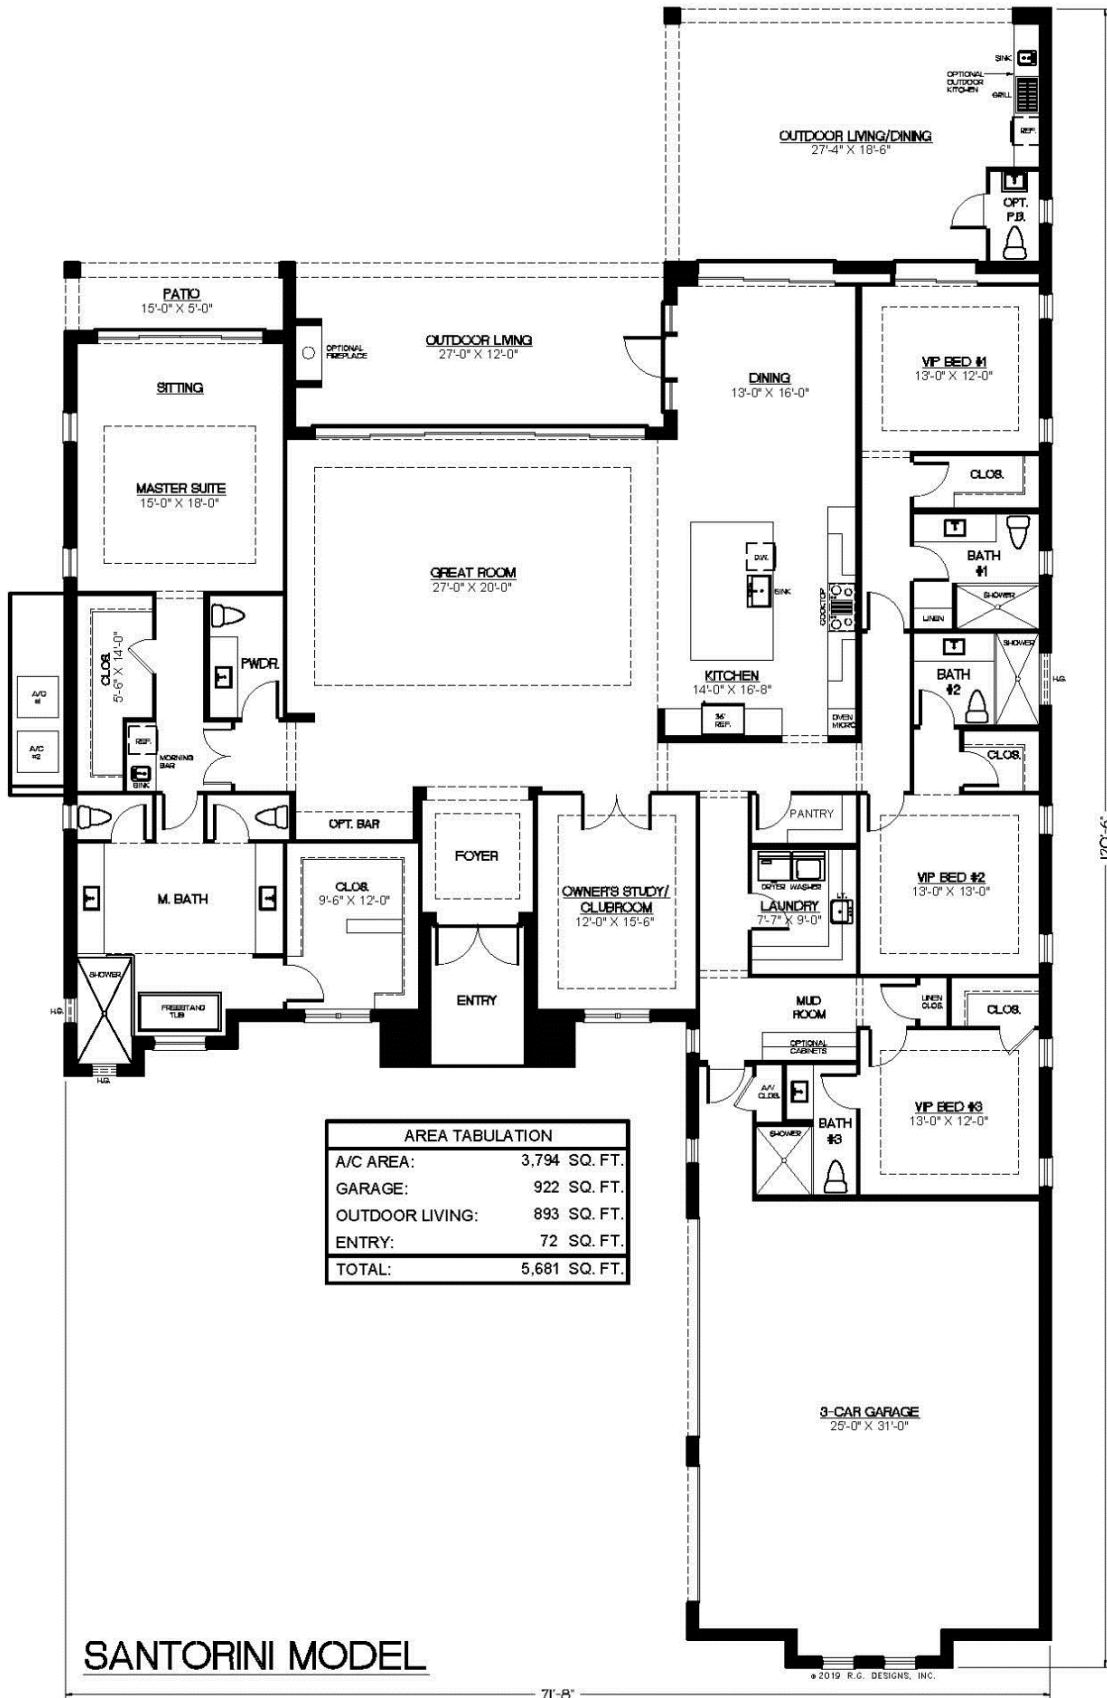 SINK
OPTIONAL
OUTDOOR
KITCHEN
GRILL
REF.
OUTDOOR LIVING/DINING
27'-4" X 18'-6"
OPT.
P.B.
PATIO
15'-0" X 5'-0"
OPTIONAL
FIREPLACE
OUTDOOR LIVING
27'-0" X 12'-0"
SITTING
DINING
13'-0" X 16'-0"
VIP BED #1
13'-0" X 12'-0"
MASTER SUITE
15'-0" X 18'-0"
CLOS.
GREAT ROOM
27'-0" X 20'-0"
D.W.
SINK
COOKTOP
BATH
#1
SHOWER
LINEN
CLOS.
5'-6" X 14'-0"
PWDR.
KITCHEN
14'-0" X 16'-8"
36"
REF.
OVEN
MICRO
BATH
#2
SHOWER
H.G.
A/C
#1
A/C
#2
REF.
SINK
MORNING
BAR
CLOS.
OPT. BAR
FOYER
PANTRY
M. BATH
CLOS.
9'-6" X 12'-0"
OWNER'S STUDY/
CLUBROOM
12'-0" X 15'-6"
DRYER
WASHER
LAUNDRY
7'-7" X 9'-0"
L.T.
VIP BED #2
13'-0" X 13'-0"
120'-6"
SHOWER
H.G.
FREESTAND
TUB
H.G.
ENTRY
MUD
ROOM
OPTIONAL
CABINETS
LINEN
CLOS.
CLOS.
A/V
CLOS.
BATH
#3
SHOWER
VIP BED #3
13'-0" X 12'-0"
AREA TABULATION
A/C AREA: 3,794 SQ. FT.
GARAGE: 922 SQ. FT.
OUTDOOR LIVING: 893 SQ. FT.
ENTRY: 72 SQ. FT.
TOTAL: 5,681 SQ. FT.
3-CAR GARAGE
25'-0" X 31'-0"
SANTORINI MODEL
© 2019 R.G. DESIGNS, INC.
71'-8"